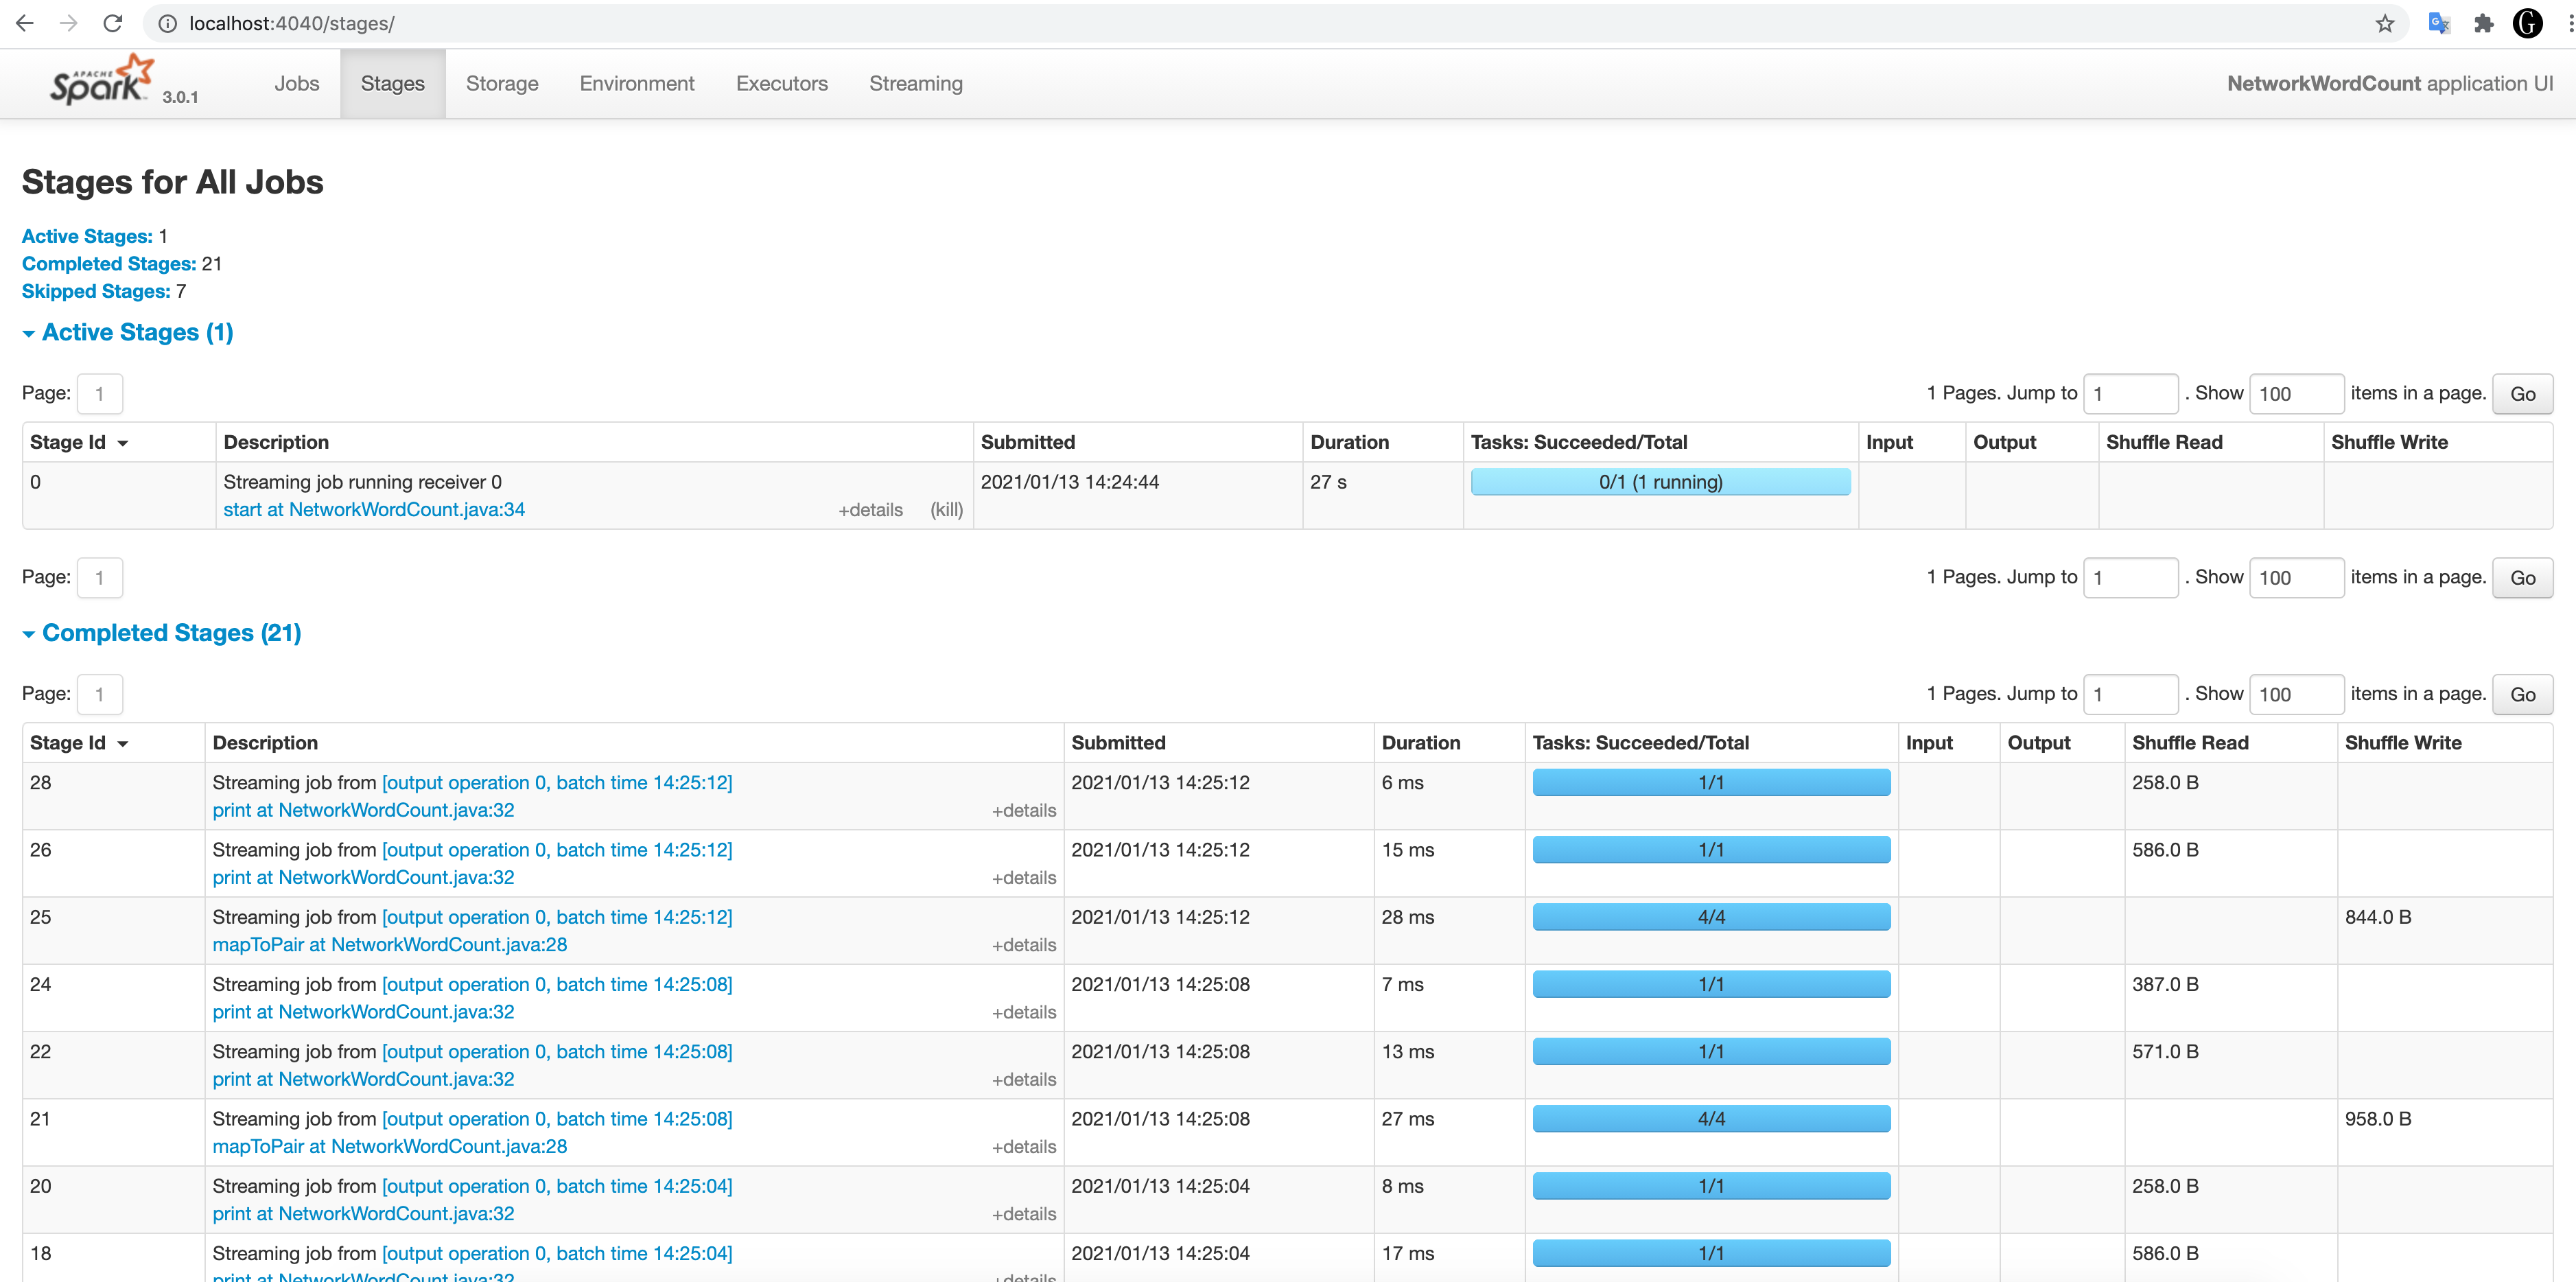 localhost:4040/stages/
APACHE Spark 3.0.1 Jobs Stages Storage Environment Executors Streaming NetworkWordCount application UI
Stages for All Jobs
Active Stages: 1
Completed Stages: 21
Skipped Stages: 7
Active Stages (1)
Page: 1 1 Pages. Jump to 1 . Show 100 items in a page. Go
Stage Id Description Submitted Duration Tasks: Succeeded/Total Input Output Shuffle Read Shuffle Write
0 Streaming job running receiver 0 2021/01/13 14:24:44 27 s 0/1 (1 running)
start at NetworkWordCount.java:34 +details (kill)
Page: 1 1 Pages. Jump to 1 . Show 100 items in a page. Go
Completed Stages (21)
Page: 1 1 Pages. Jump to 1 . Show 100 items in a page. Go
Stage Id Description Submitted Duration Tasks: Succeeded/Total Input Output Shuffle Read Shuffle Write
28 Streaming job from [output operation 0, batch time 14:25:12] 2021/01/13 14:25:12 6 ms 1/1 258.0 B
print at NetworkWordCount.java:32 +details
26 Streaming job from [output operation 0, batch time 14:25:12] 2021/01/13 14:25:12 15 ms 1/1 586.0 B
print at NetworkWordCount.java:32 +details
25 Streaming job from [output operation 0, batch time 14:25:12] 2021/01/13 14:25:12 28 ms 4/4 844.0 B
mapToPair at NetworkWordCount.java:28 +details
24 Streaming job from [output operation 0, batch time 14:25:08] 2021/01/13 14:25:08 7 ms 1/1 387.0 B
print at NetworkWordCount.java:32 +details
22 Streaming job from [output operation 0, batch time 14:25:08] 2021/01/13 14:25:08 13 ms 1/1 571.0 B
print at NetworkWordCount.java:32 +details
21 Streaming job from [output operation 0, batch time 14:25:08] 2021/01/13 14:25:08 27 ms 4/4 958.0 B
mapToPair at NetworkWordCount.java:28 +details
20 Streaming job from [output operation 0, batch time 14:25:04] 2021/01/13 14:25:04 8 ms 1/1 258.0 B
print at NetworkWordCount.java:32 +details
18 Streaming job from [output operation 0, batch time 14:25:04] 2021/01/13 14:25:04 17 ms 1/1 586.0 B
print at NetworkWordCount.java:32 +details